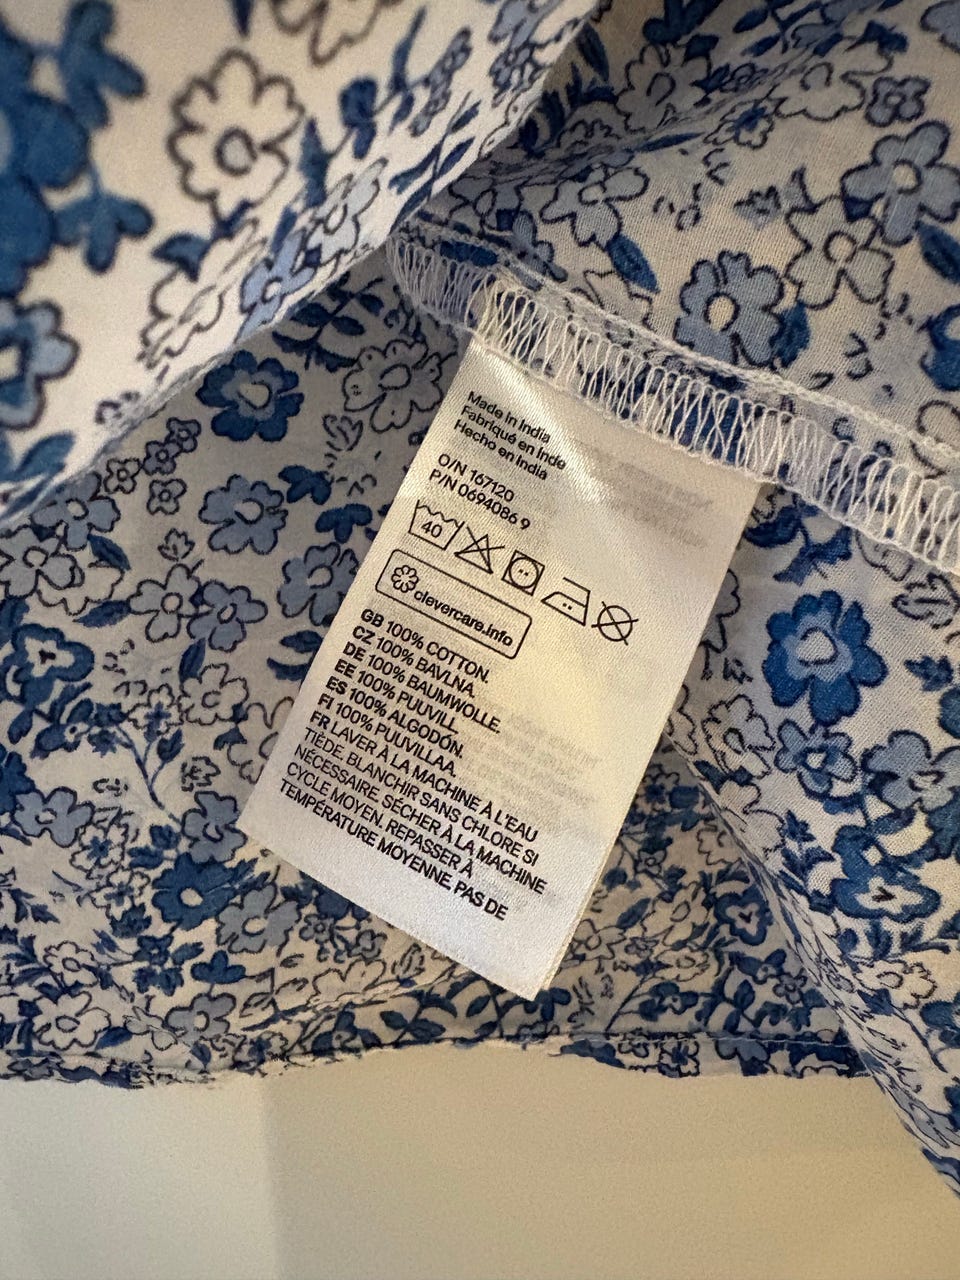 Made in India
Fabriqué en Inde
Hecho en India
O/N 167120
P/N 0694086 9
40
clevercare.info
GB 100% COTTON.
CZ 100% BAVLNA.
DE 100% BAUMWOLLE.
EE 100% PUUVILL.
ES 100% ALGODÓN.
FI 100% PUUVILLAA.
FR LAVER À LA MACHINE À L'EAU
TIÈDE. BLANCHIR SANS CHLORE SI
NÉCESSAIRE. SÉCHER À LA MACHINE
CYCLE MOYEN. REPASSER À
TEMPÉRATURE MOYENNE. PAS DE